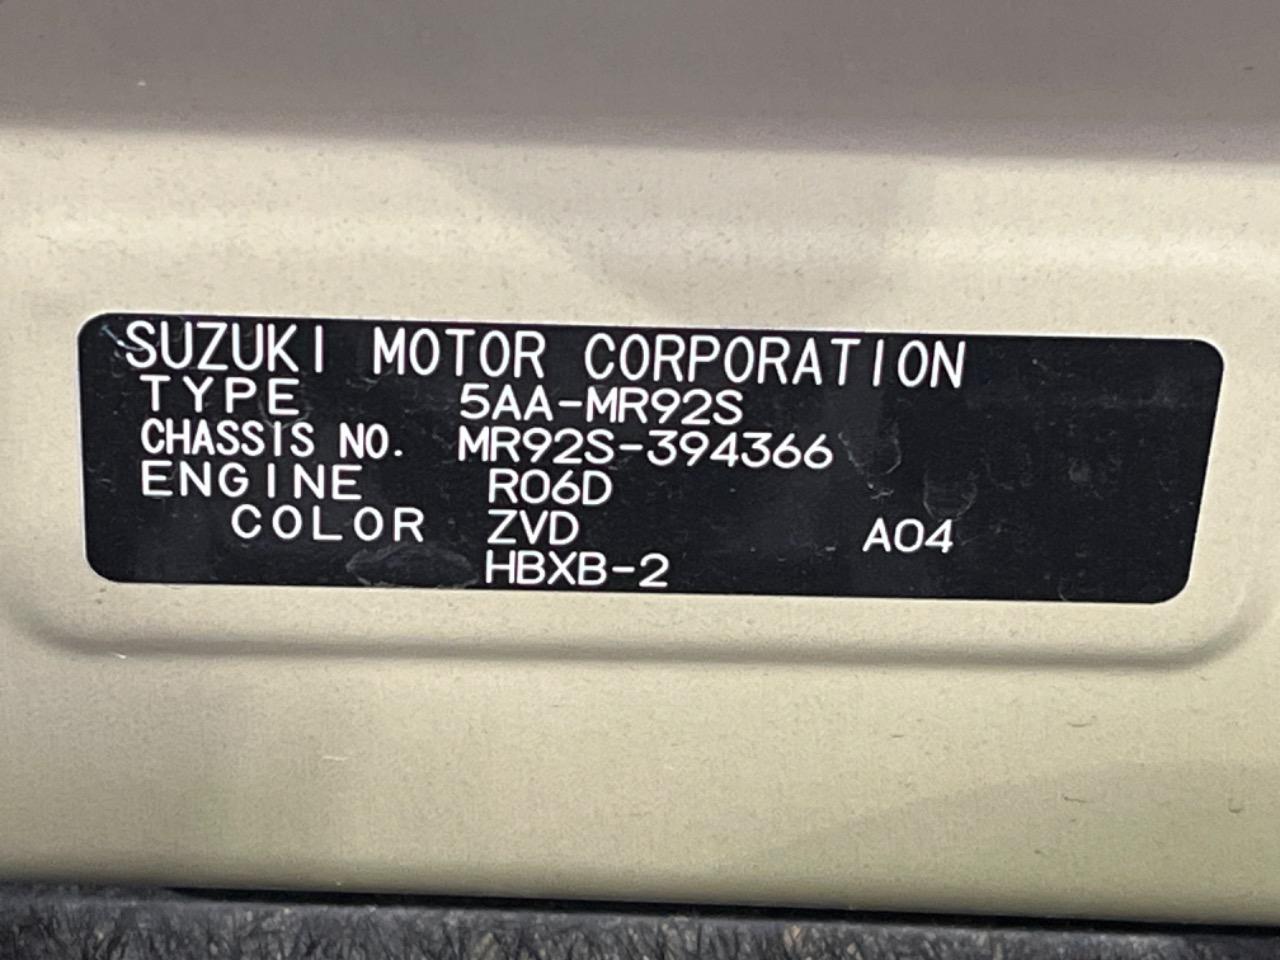 SUZUKI MOTOR CORPORATION
TYPE 5AA-MR92S
CHASSIS NO. MR92S-394366
ENGINE R06D
COLOR ZVD A04
HBXB-2